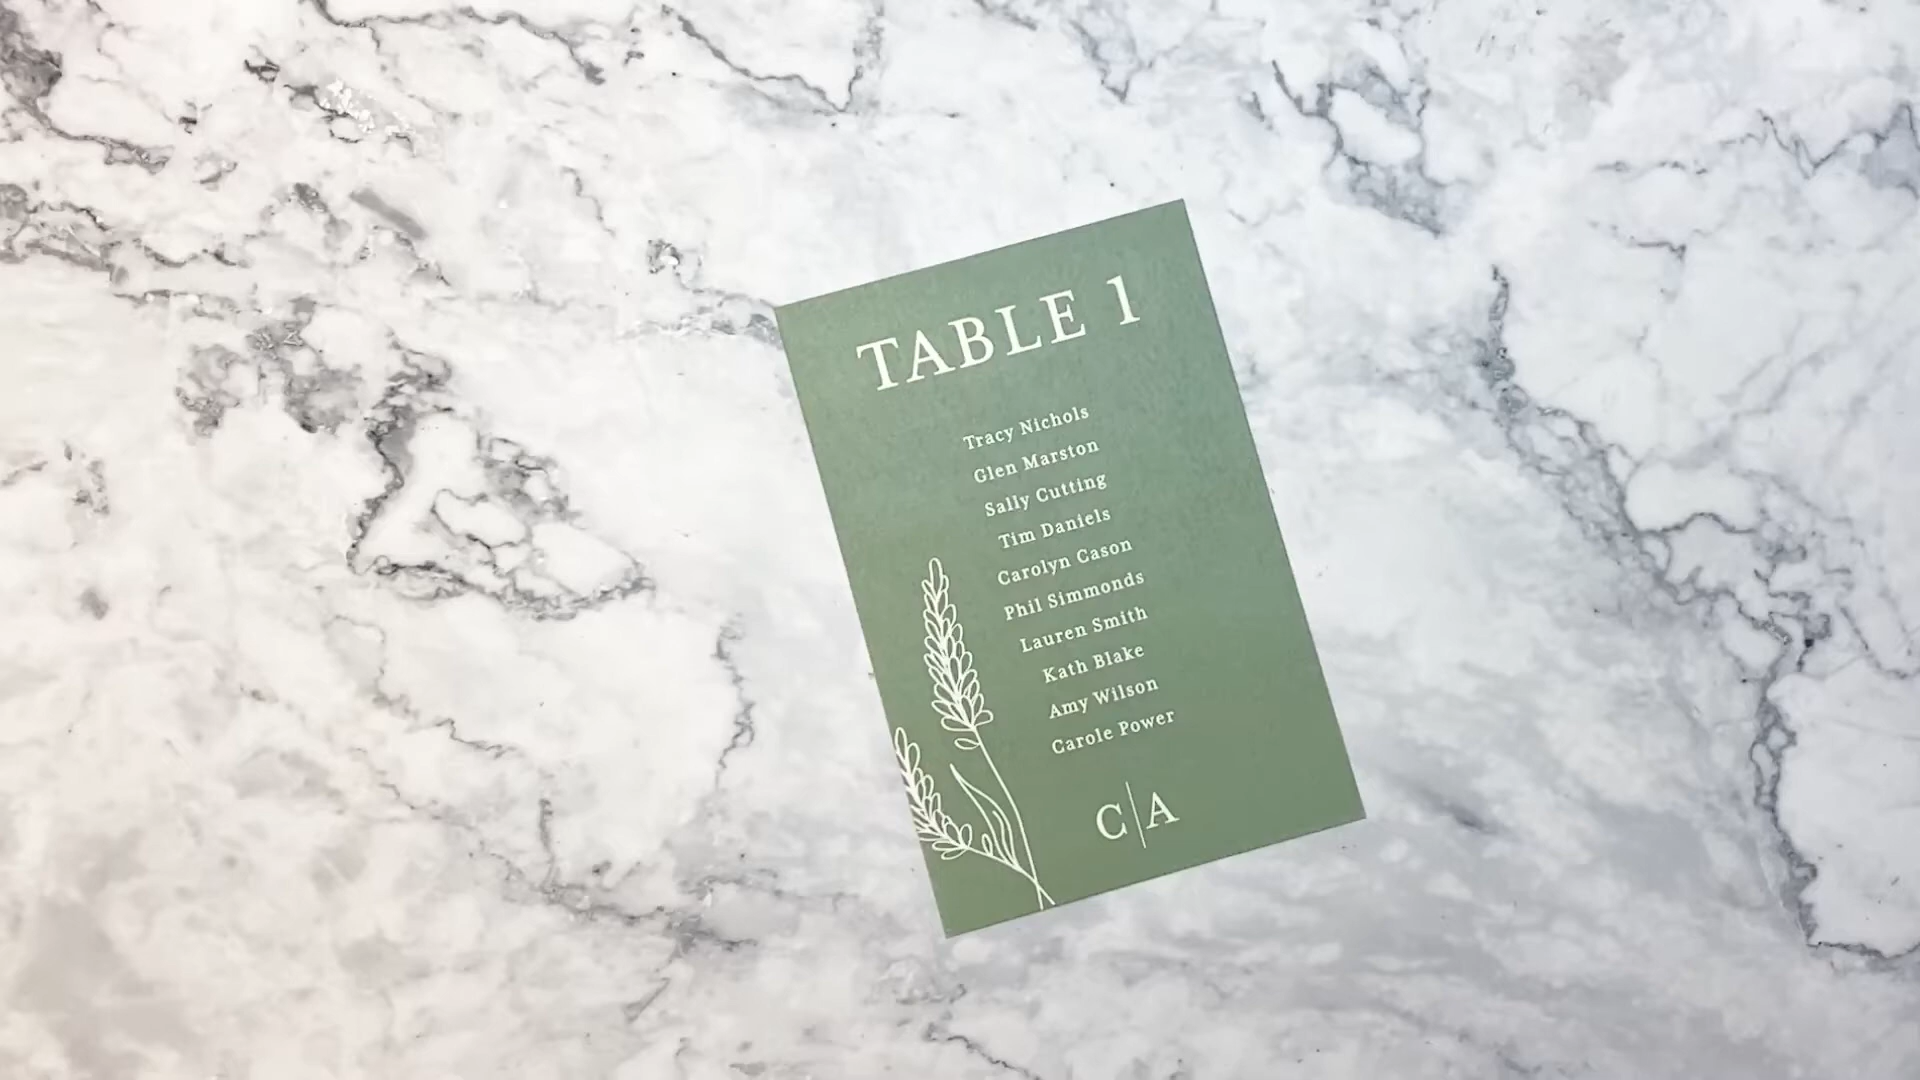 TABLE 1
Tracy Nichols
Glen Marston
Sally Cutting
Tim Daniels
Carolyn Cason
Phil Simmonds
Lauren Smith
Kath Blake
Amy Wilson
Carole Power
C|A